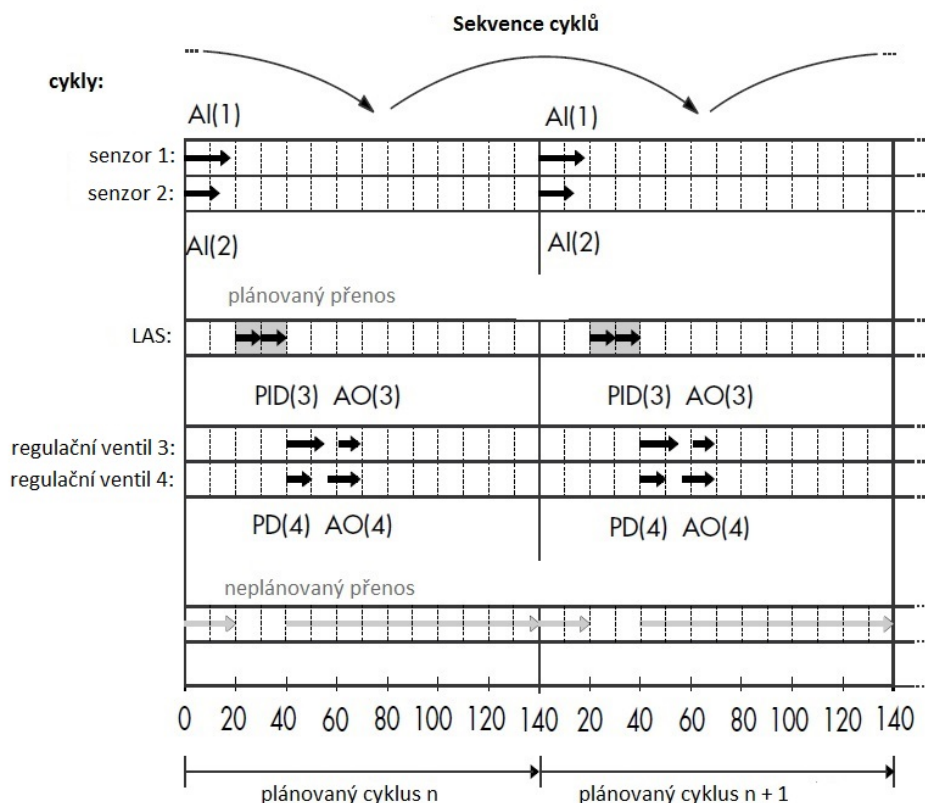 Sekvence cyklů
... ...
cykly:
AI(1) AI(1)
senzor 1:
senzor 2:
AI(2) AI(2)
plánovaný přenos
LAS:
PID(3) AO(3) PID(3) AO(3)
regulační ventil 3:
regulační ventil 4:
PD(4) AO(4) PD(4) AO(4)
neplánovaný přenos
0 20 40 60 80 100 120 140 20 40 60 80 100 120 140
plánovaný cyklus n plánovaný cyklus n + 1